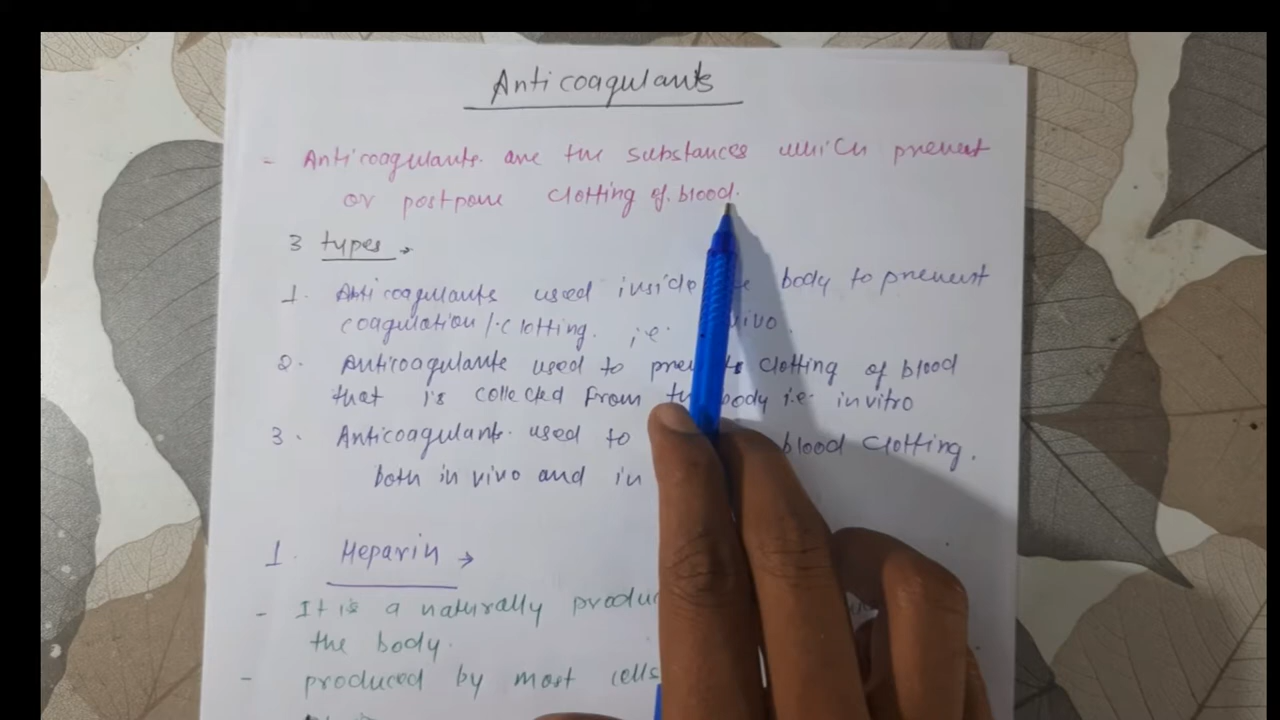 Anticoagulants
- Anticoagulants are the substances which prevent
or postpone clotting of blood.
3 types →
1. Anticoagulants used inside body to prevent
coagulation / clotting. i.e. vivo.
2. Anticoagulants used to clotting of blood
that is collected from body i.e. invitro
3. Anticoagulants used to blood clotting.
both in vivo and in
1. Heparin →
- It is a naturally
the body.
- produced by most cells